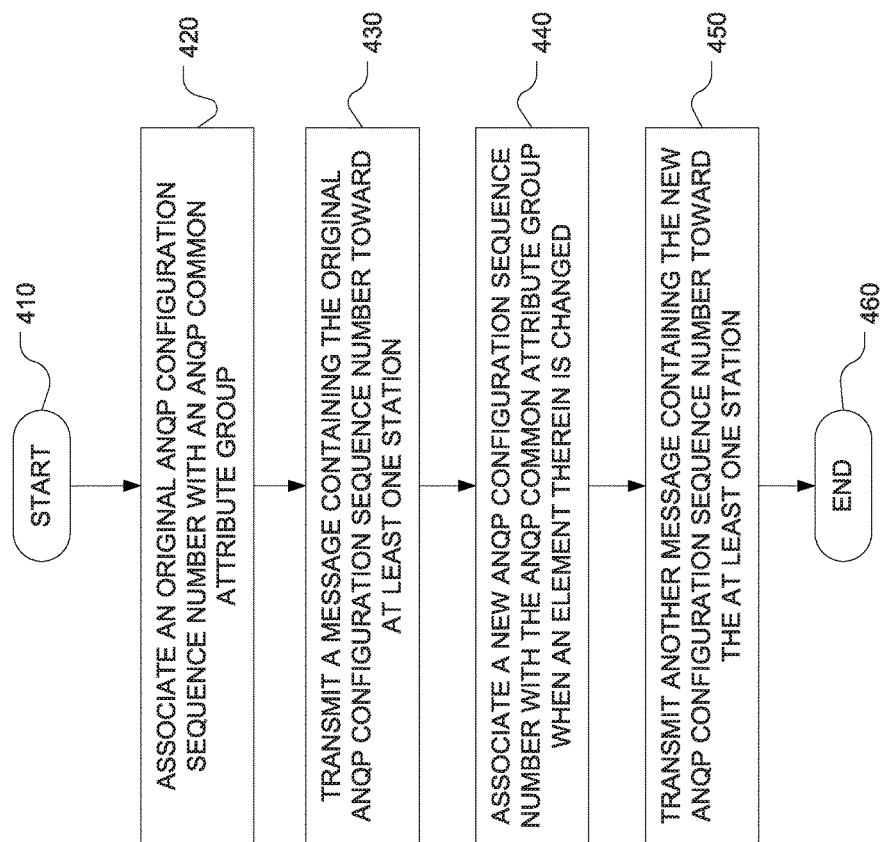 START
410
ASSOCIATE AN ORIGINAL ANQP CONFIGURATION
SEQUENCE NUMBER WITH AN ANQP COMMON
ATTRIBUTE GROUP
420
TRANSMIT A MESSAGE CONTAINING THE ORIGINAL
ANQP CONFIGURATION SEQUENCE NUMBER TOWARD
AT LEAST ONE STATION
430
ASSOCIATE A NEW ANQP CONFIGURATION SEQUENCE
NUMBER WITH THE ANQP COMMON ATTRIBUTE GROUP
WHEN AN ELEMENT THEREIN IS CHANGED
440
TRANSMIT ANOTHER MESSAGE CONTAINING THE NEW
ANQP CONFIGURATION SEQUENCE NUMBER TOWARD
THE AT LEAST ONE STATION
450
END
460